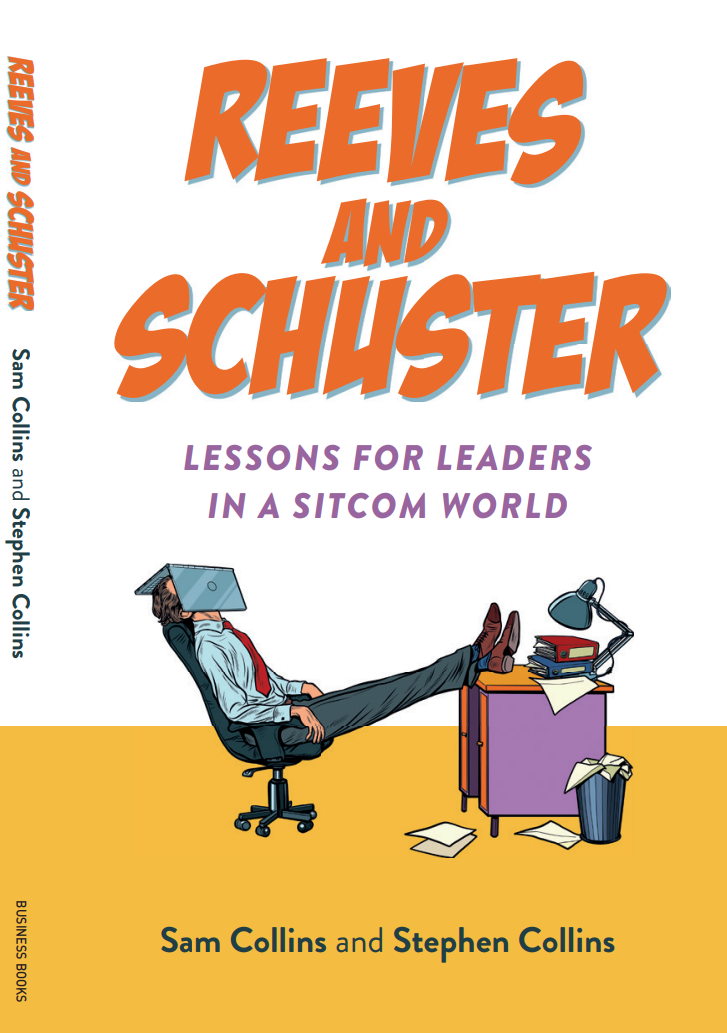 REEVES AND SCHUSTER
Sam Collins and Stephen Collins
BUSINESS BOOKS
REEVES
AND
SCHUSTER
LESSONS FOR LEADERS
IN A SITCOM WORLD
Sam Collins and Stephen Collins